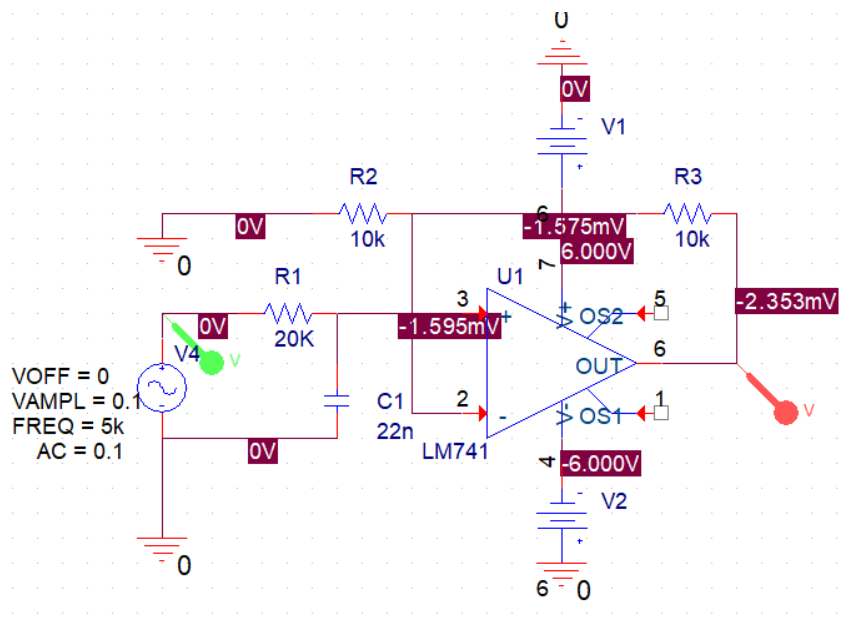 0
0V
V1
R2
R3
6
-1.575mV
10k
10k
0V
6.000V
0
7
R1
U1
-2.353mV
3
5
V+
OS2
0V
-1.595mV
+
20K
V4
V
6
OUT
VOFF = 0
VAMPL = 0.1
FREQ = 5k
AC = 0.1
C1
22n
2
-
V-
OS1
1
V
LM741
0V
4
-6.000V
V2
0
6
0